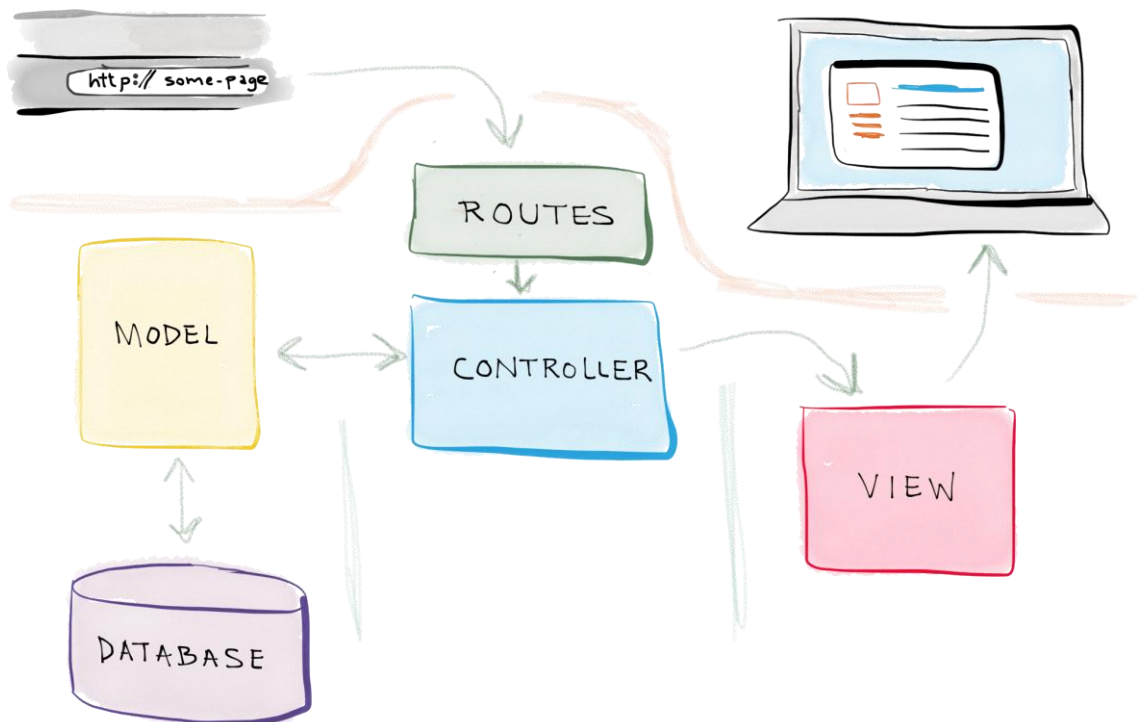 http:// some-page
ROUTES
MODEL
CONTROLLER
VIEW
DATABASE